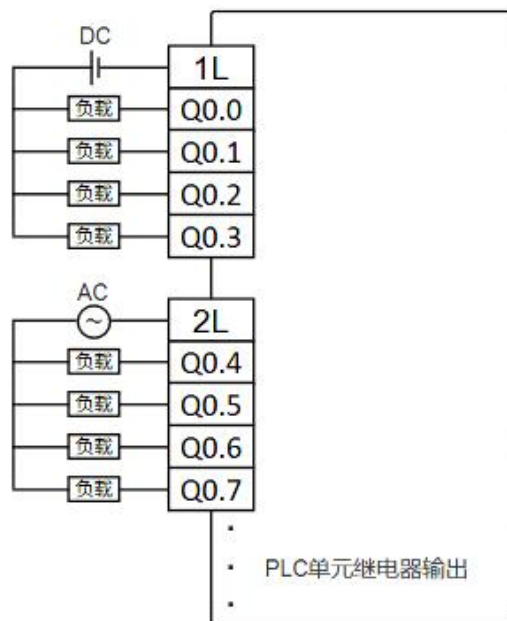 DC
1L
负载 Q0.0
负载 Q0.1
负载 Q0.2
负载 Q0.3
AC
~ 2L
负载 Q0.4
负载 Q0.5
负载 Q0.6
负载 Q0.7
PLC单元继电器输出